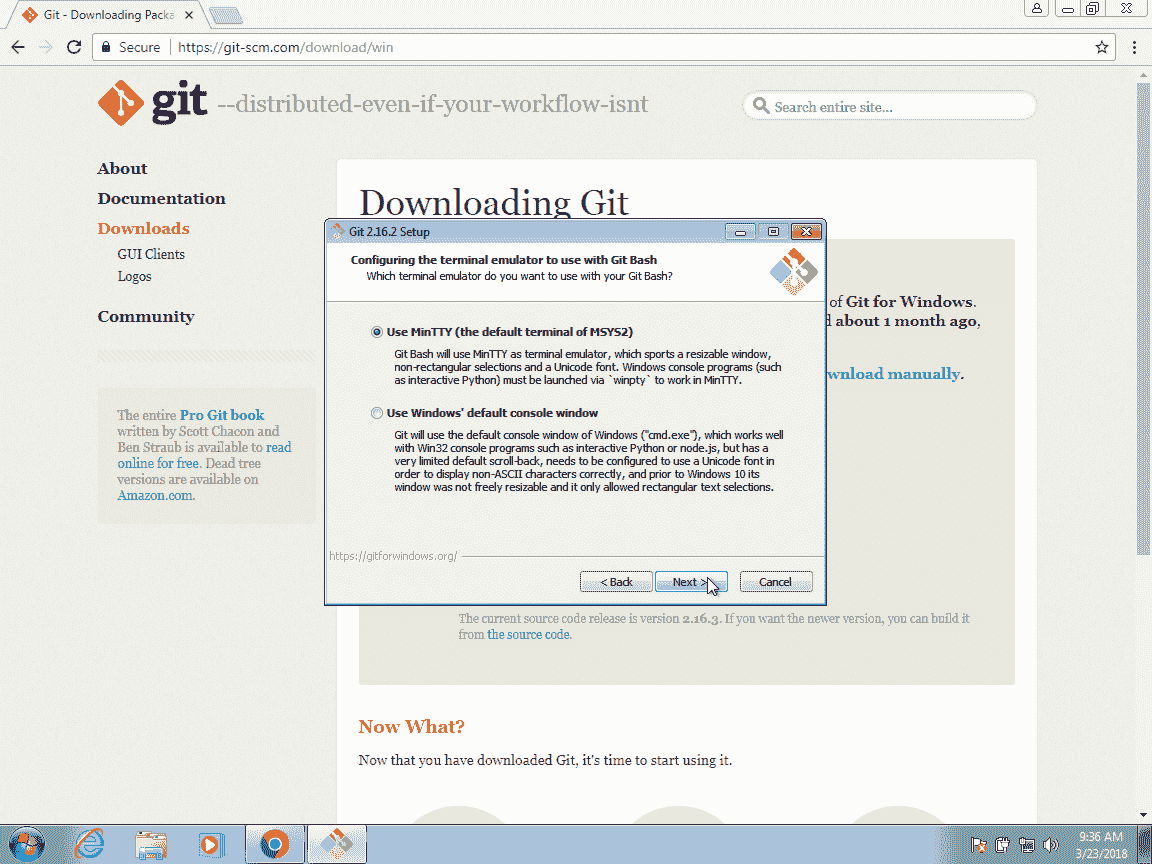 Git - Downloading Packa
Secure
https://git-scm.com/download/win
git
--distributed-even-if-your-workflow-isnt
Search entire site...
About
Documentation
Downloads
GUI Clients
Logos
Community
The entire Pro Git book
written by Scott Chacon and
Ben Straub is available to read
online for free. Dead tree
versions are available on
Amazon.com.
Downloading Git
of Git for Windows.
about 1 month ago,
wnload manually.
Git 2.16.2 Setup
Configuring the terminal emulator to use with Git Bash
Which terminal emulator do you want to use with your Git Bash?
Use MinTTY (the default terminal of MSYS2)
Git Bash will use MinTTY as terminal emulator, which sports a resizable window,
non-rectangular selections and a Unicode font. Windows console programs (such
as interactive Python) must be launched via `winpty` to work in MinTTY.
Use Windows' default console window
Git will use the default console window of Windows ("cmd.exe"), which works well
with Win32 console programs such as interactive Python or node.js, but has a
very limited default scroll-back, needs to be configured to use a Unicode font in
order to display non-ASCII characters correctly, and prior to Windows 10 its
window was not freely resizable and it only allowed rectangular text selections.
https://gitforwindows.org/
< Back
Next >
Cancel
The current source code release is version 2.16.3. If you want the newer version, you can build it
from the source code.
Now What?
Now that you have downloaded Git, it's time to start using it.
9:36 AM
3/23/2018